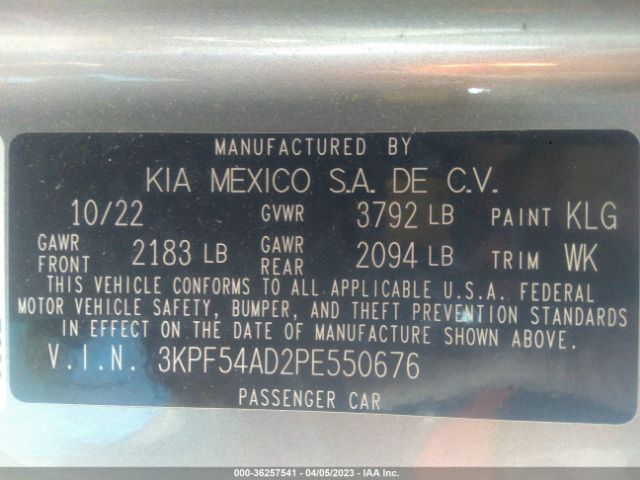 MANUFACTURED BY
KIA MEXICO S.A. DE C.V.
10/22 GVWR 3792 LB PAINT KLG
GAWR FRONT 2183 LB GAWR REAR 2094 LB TRIM WK
THIS VEHICLE CONFORMS TO ALL APPLICABLE U.S.A. FEDERAL
MOTOR VEHICLE SAFETY, BUMPER, AND THEFT PREVENTION STANDARDS
IN EFFECT ON THE DATE OF MANUFACTURE SHOWN ABOVE.
V.I.N. 3KPF54AD2PE550676
PASSENGER CAR
000-36257541 - 04/05/2023 - IAA Inc.